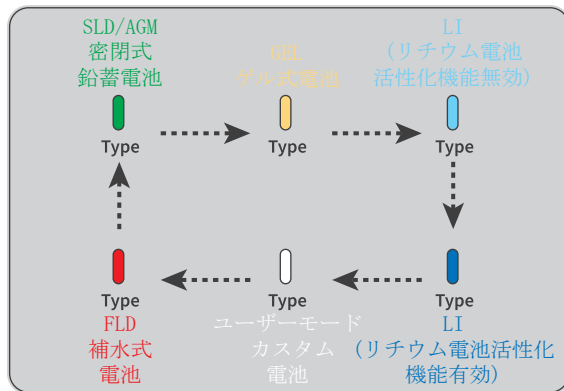 SLD/AGM
密閉式
鉛蓄電池
Type
GEL
ゲル式電池
Type
LI
(リチウム電池
活性化機能無効)
Type
Type
FLD
補水式
電池
Type
ユーザーモード
カスタム
電池
Type
LI
(リチウム電池活性化
機能有効)